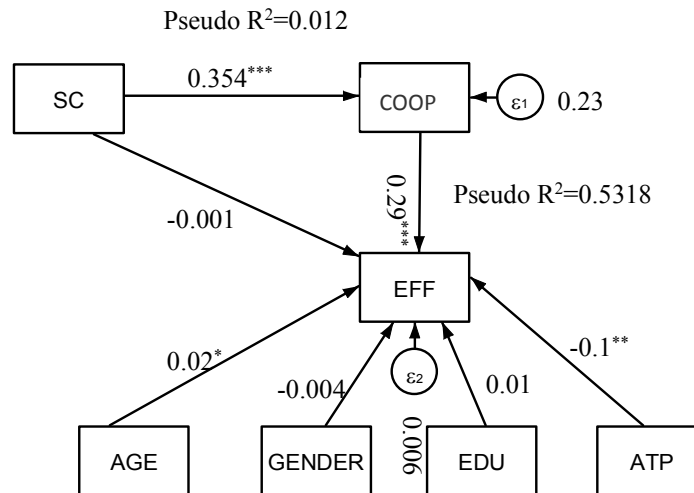 Pseudo R²=0.012
0.354***
SC
COOP
ε1
0.23
0.29***
Pseudo R²=0.5318
-0.001
EFF
0.02*
-0.004
ε2
0.006
0.01
-0.1**
AGE
GENDER
EDU
ATP